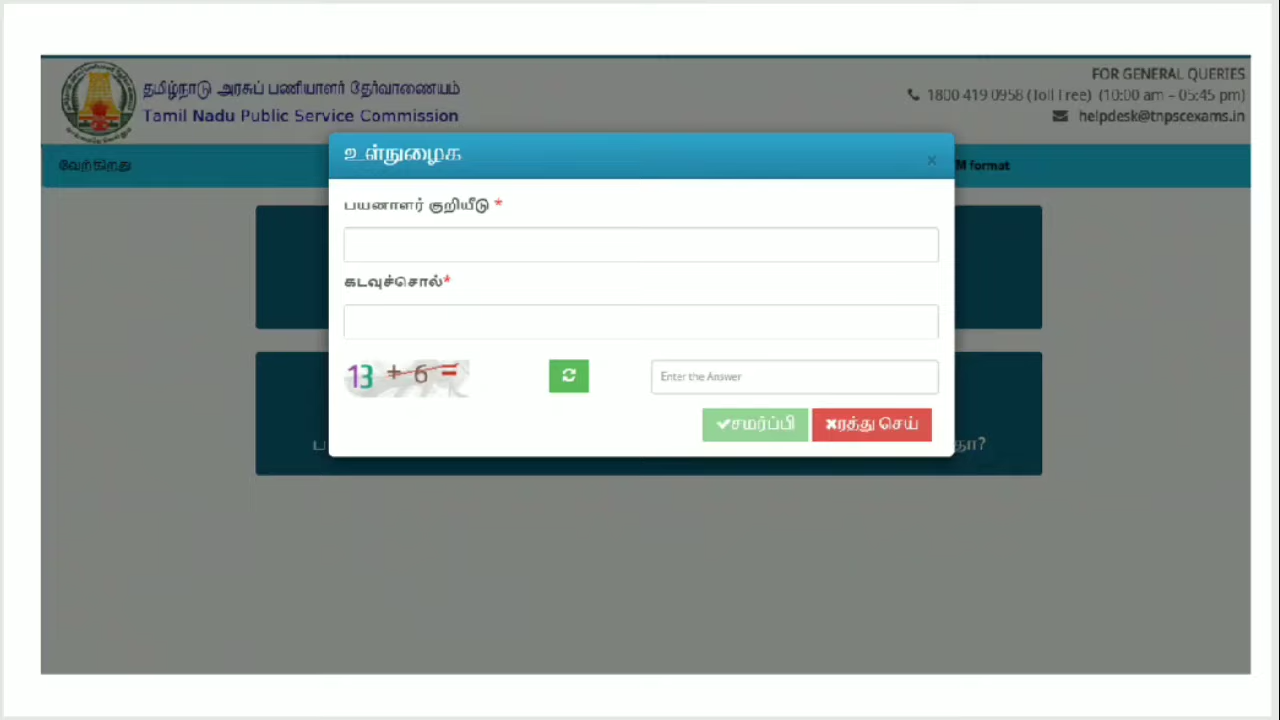 தமிழ்நாடு அரசுப் பணியாளர் தேர்வாணையம்
Tamil Nadu Public Service Commission
FOR GENERAL QUERIES
1800 419 0958 (Toll Free) (10:00 am – 05:45 pm)
helpdesk@tnpscexams.in
M format
உள்நுழைக
×
பயனாளர் குறியீடு *
கடவுச்சொல்*
13 + 6 =
Enter the Answer
சமர்ப்பி ரத்து செய்